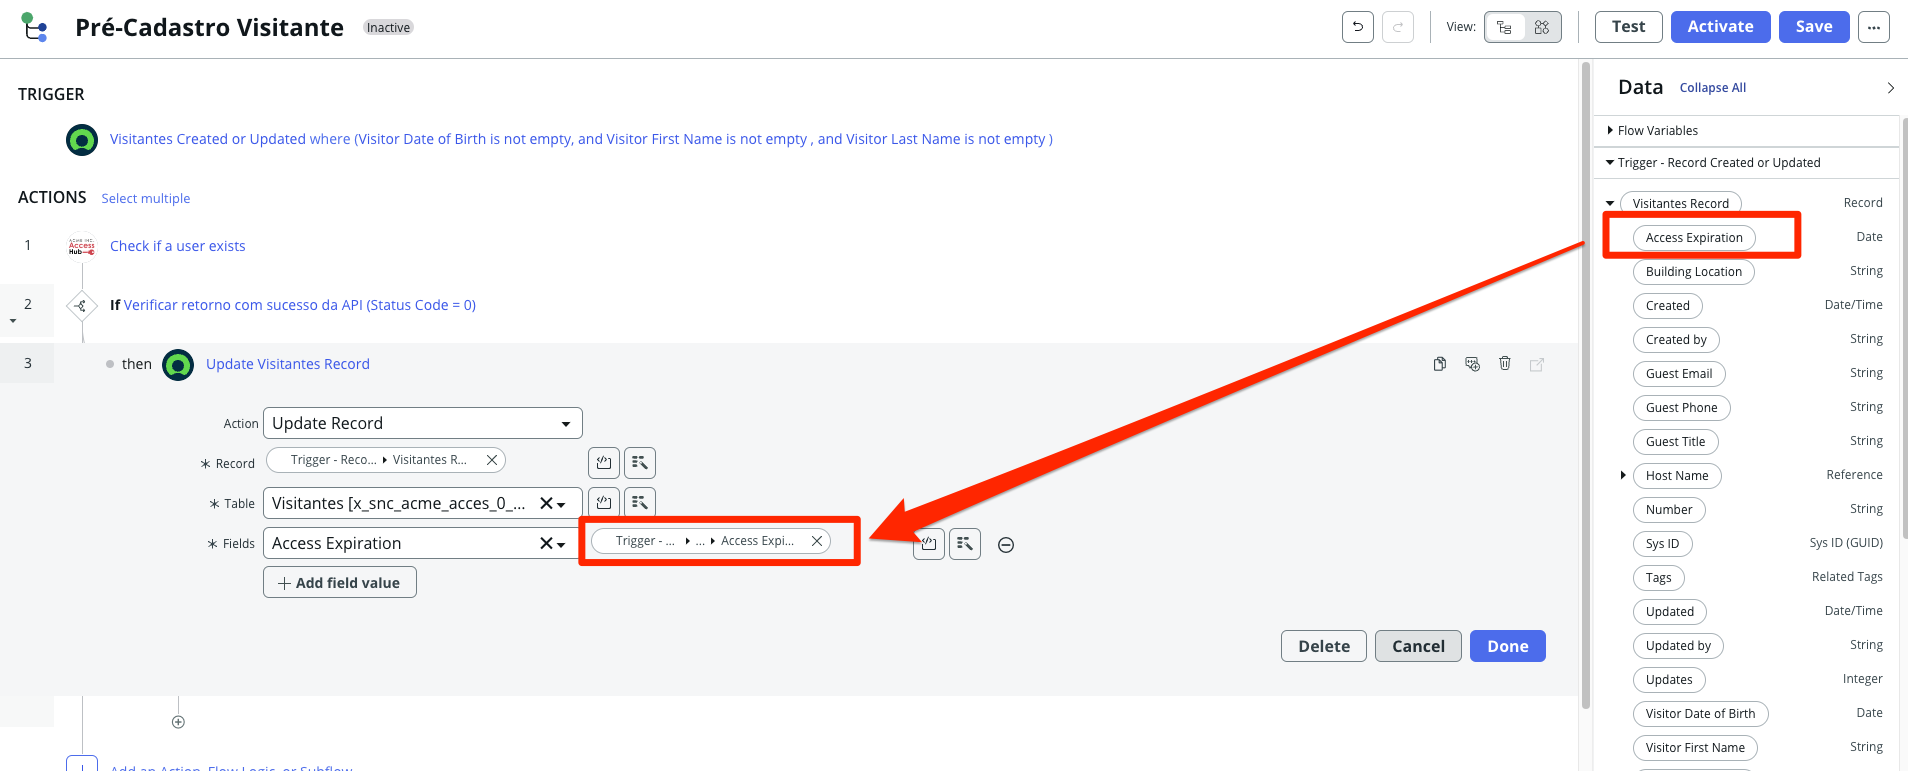 Pré-Cadastro Visitante Inactive View: Test Activate Save ...
TRIGGER
Visitantes Created or Updated where (Visitor Date of Birth is not empty, and Visitor First Name is not empty , and Visitor Last Name is not empty )
ACTIONS Select multiple
1 ACME INC. Access Hub Check if a user exists
2 If Verificar retorno com sucesso da API (Status Code = 0)
3 then Update Visitantes Record
Action Update Record
* Record Trigger - Reco... Visitantes R...
* Table Visitantes [x_snc_acme_acces_0_...
* Fields Access Expiration Trigger - ... ... Access Expi...
+ Add field value
Delete Cancel Done
Add an Action, Flow Logic, or Subflow
Data Collapse All
Flow Variables
Trigger - Record Created or Updated
Visitantes Record Record
Access Expiration Date
Building Location String
Created Date/Time
Created by String
Guest Email String
Guest Phone String
Guest Title String
Host Name Reference
Number String
Sys ID Sys ID (GUID)
Tags Related Tags
Updated Date/Time
Updated by String
Updates Integer
Visitor Date of Birth Date
Visitor First Name String